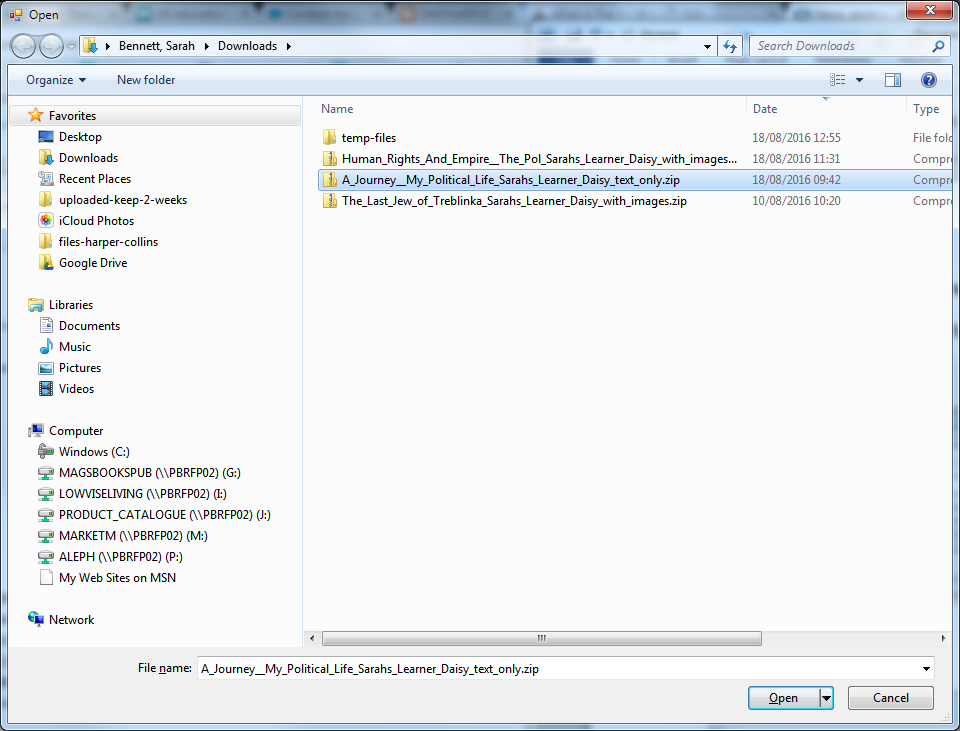 Open
Bennett, Sarah
Downloads
Search Downloads
Organize
New folder
Favorites
Desktop
Downloads
Recent Places
uploaded-keep-2-weeks
iCloud Photos
files-harper-collins
Google Drive
Libraries
Documents
Music
Pictures
Videos
Computer
Windows (C:)
MAGSBOOKSPUB (\\PBRFP02) (G:)
LOWVISELIVING (\\PBRFP02) (I:)
PRODUCT_CATALOGUE (\\PBRFP02) (J:)
MARKETM (\\PBRFP02) (M:)
ALEPH (\\PBRFP02) (P:)
My Web Sites on MSN
Network
Name Date Type
temp-files 18/08/2016 12:55 File fold
Human_Rights_And_Empire__The_Pol_Sarahs_Learner_Daisy_with_images... 18/08/2016 11:31 Compre
A_Journey__My_Political_Life_Sarahs_Learner_Daisy_text_only.zip 18/08/2016 09:42 Compre
The_Last_Jew_of_Treblinka_Sarahs_Learner_Daisy_with_images.zip 10/08/2016 10:20 Compre
File name: A_Journey__My_Political_Life_Sarahs_Learner_Daisy_text_only.zip
Open Cancel